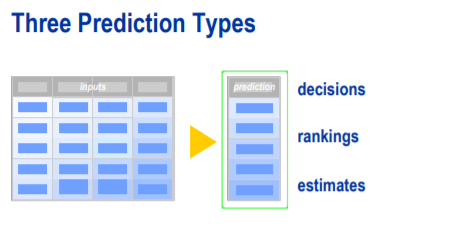 Three Prediction Types
inputs
prediction
decisions
rankings
estimates